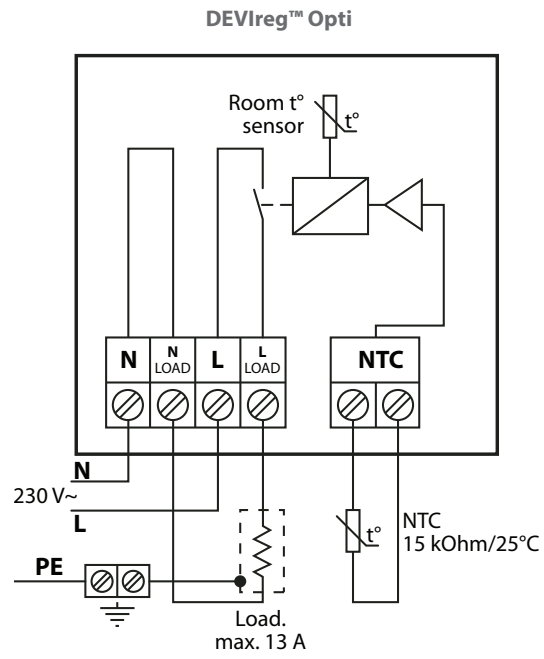 DEVIreg™ Opti
Room t°
sensor
t°
N
N
LOAD
L
L
LOAD
NTC
N
230 V~
L
PE
t°
NTC
15 kOhm/25°C
Load.
max. 13 A